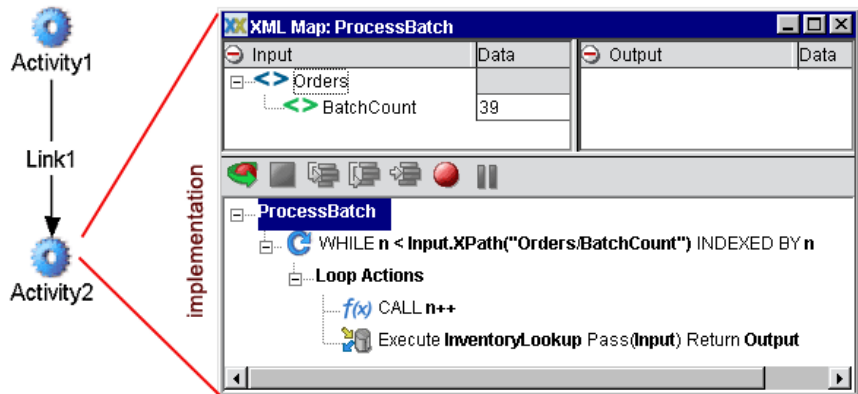 Activity1
Link1
Activity2
implementation
XML Map: ProcessBatch
Input Data
Output Data
Orders
BatchCount 39
ProcessBatch
WHILE n < Input.XPath("Orders/BatchCount") INDEXED BY n
Loop Actions
f(x) CALL n++
Execute InventoryLookup Pass(Input) Return Output